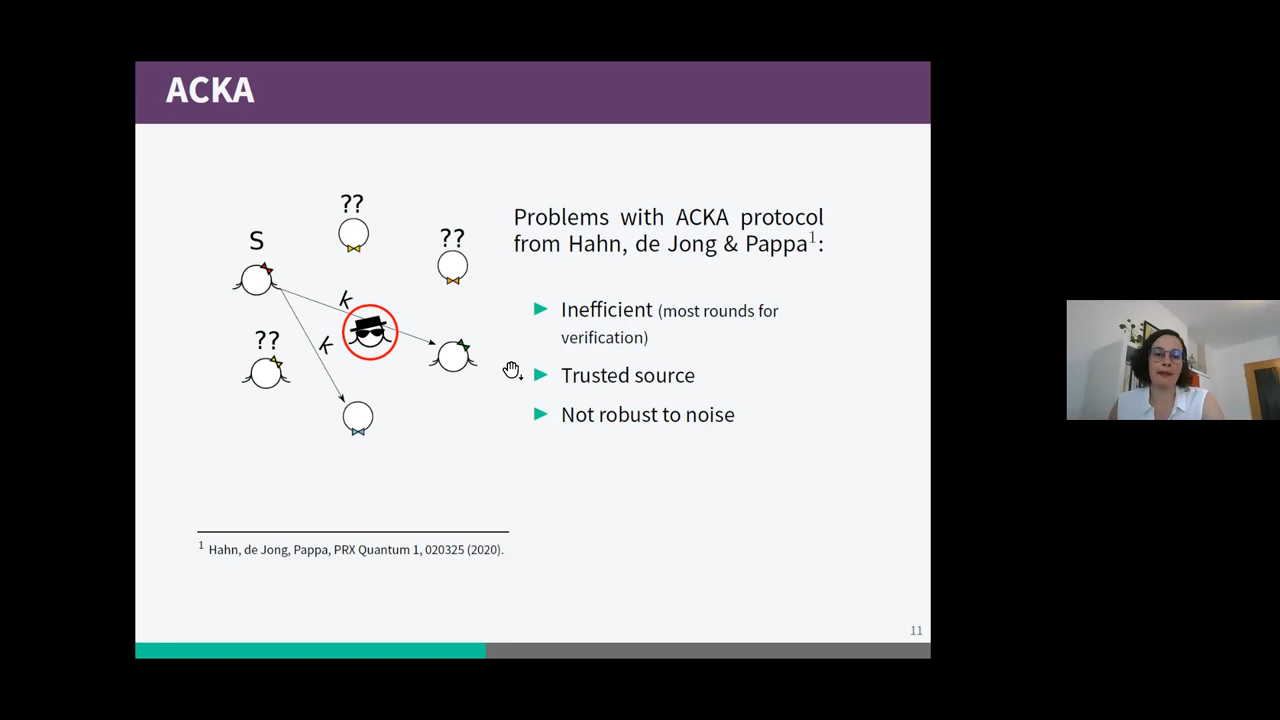 ACKA
??
??
S
k
??
k
Problems with ACKA protocol
from Hahn, de Jong & Pappa1:
Inefficient (most rounds for
verification)
Trusted source
Not robust to noise
1 Hahn, de Jong, Pappa, PRX Quantum 1, 020325 (2020).
11